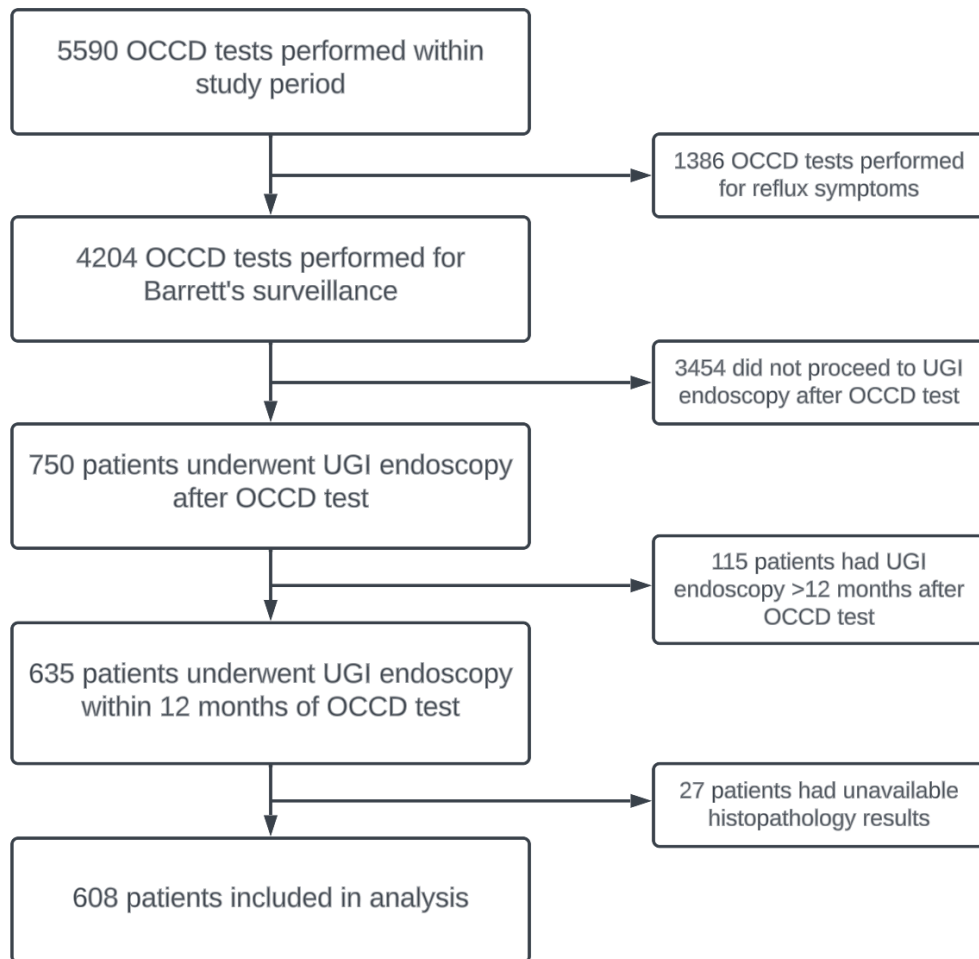 5590 OCCD tests performed within
study period
1386 OCCD tests performed
for reflux symptoms
4204 OCCD tests performed for
Barrett's surveillance
3454 did not proceed to UGI
endoscopy after OCCD test
750 patients underwent UGI endoscopy
after OCCD test
115 patients had UGI
endoscopy >12 months after
OCCD test
635 patients underwent UGI endoscopy
within 12 months of OCCD test
27 patients had unavailable
histopathology results
608 patients included in analysis